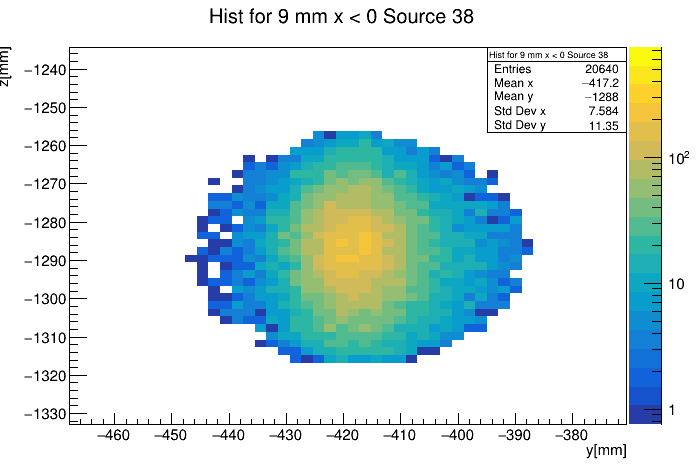 Hist for 9 mm x < 0 Source 38
z[mm]
Hist for 9 mm x < 0 Source 38
Entries 20640
Mean x −417.2
Mean y −1288
Std Dev x 7.584
Std Dev y 11.35
−1240
−1250
−1260
−1270
−1280
−1290
−1300
−1310
−1320
−1330
10²
10
1
−460 −450 −440 −430 −420 −410 −400 −390 −380
y[mm]